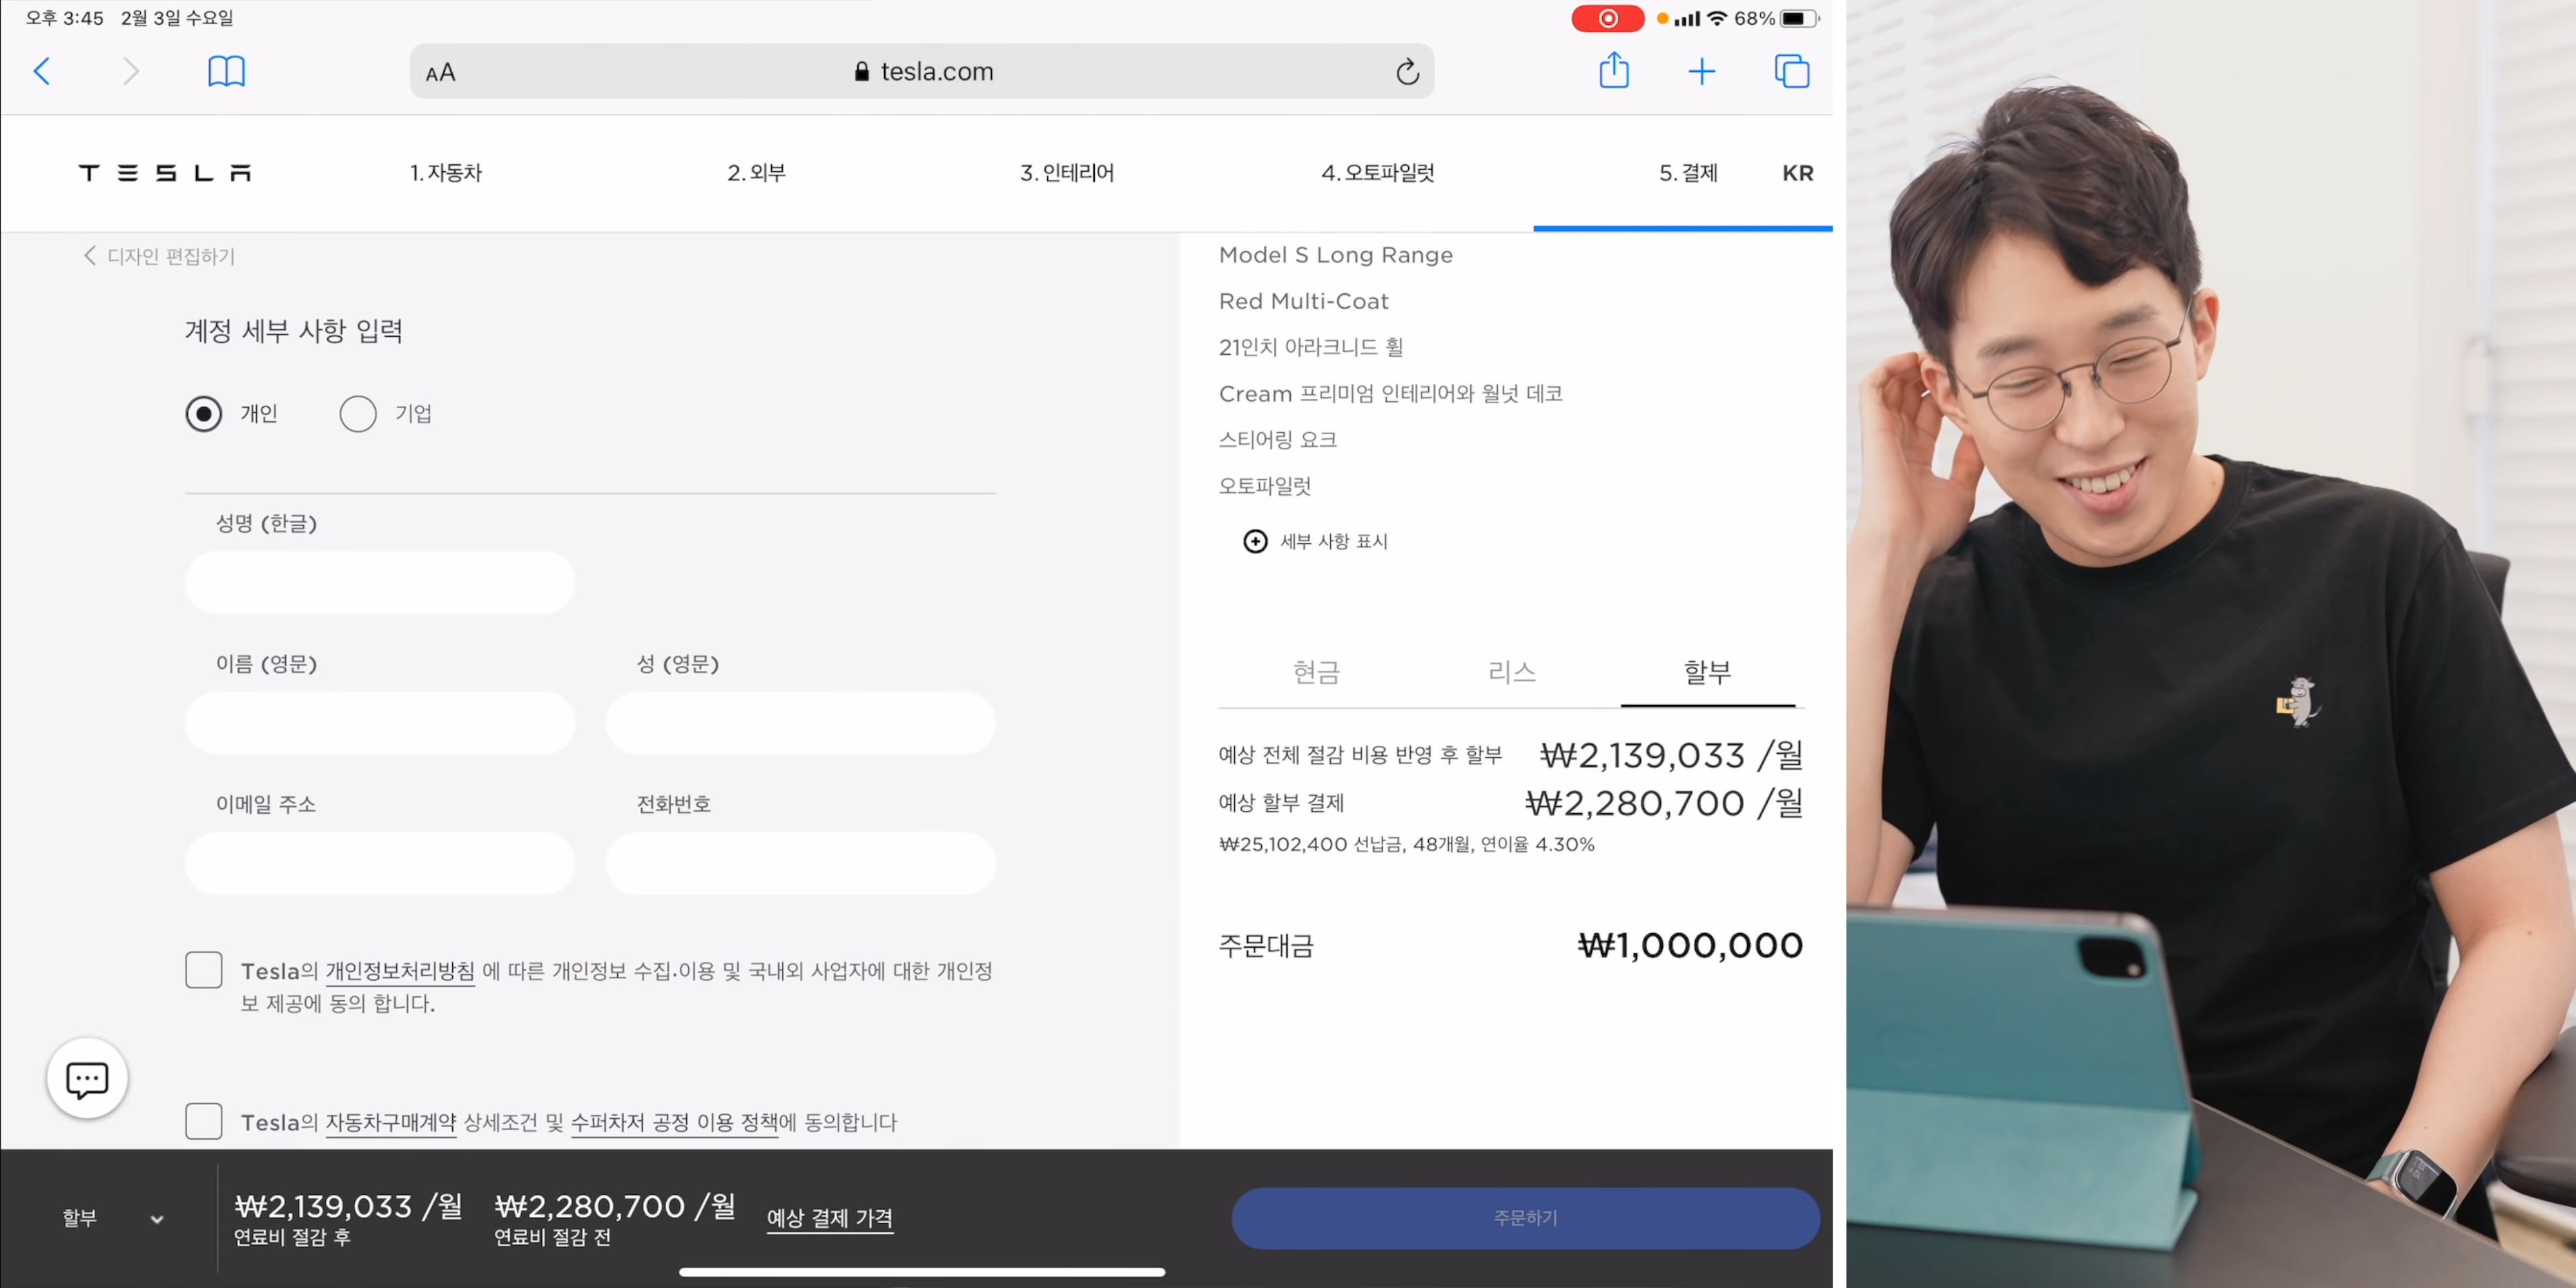 오후 3:45 2월 3일 수요일
68%
AA
tesla.com
TESLA
1. 자동차
2. 외부
3. 인테리어
4. 오토파일럿
5. 결제
KR
디자인 편집하기
계정 세부 사항 입력
개인
기업
성명 (한글)
이름 (영문)
성 (영문)
이메일 주소
전화번호
Tesla의 개인정보처리방침 에 따른 개인정보 수집.이용 및 국내외 사업자에 대한 개인정
보 제공에 동의 합니다.
Tesla의 자동차구매계약 상세조건 및 수퍼차저 공정 이용 정책에 동의합니다
Model S Long Range
Red Multi-Coat
21인치 아라크니드 휠
Cream 프리미엄 인테리어와 월넛 데코
스티어링 요크
오토파일럿
세부 사항 표시
현금
리스
할부
예상 전체 절감 비용 반영 후 할부 ₩2,139,033 /월
예상 할부 결제 ₩2,280,700 /월
₩25,102,400 선납금, 48개월, 연이율 4.30%
주문대금 ₩1,000,000
할부
₩2,139,033 /월
연료비 절감 후
₩2,280,700 /월
연료비 절감 전
예상 결제 가격
주문하기